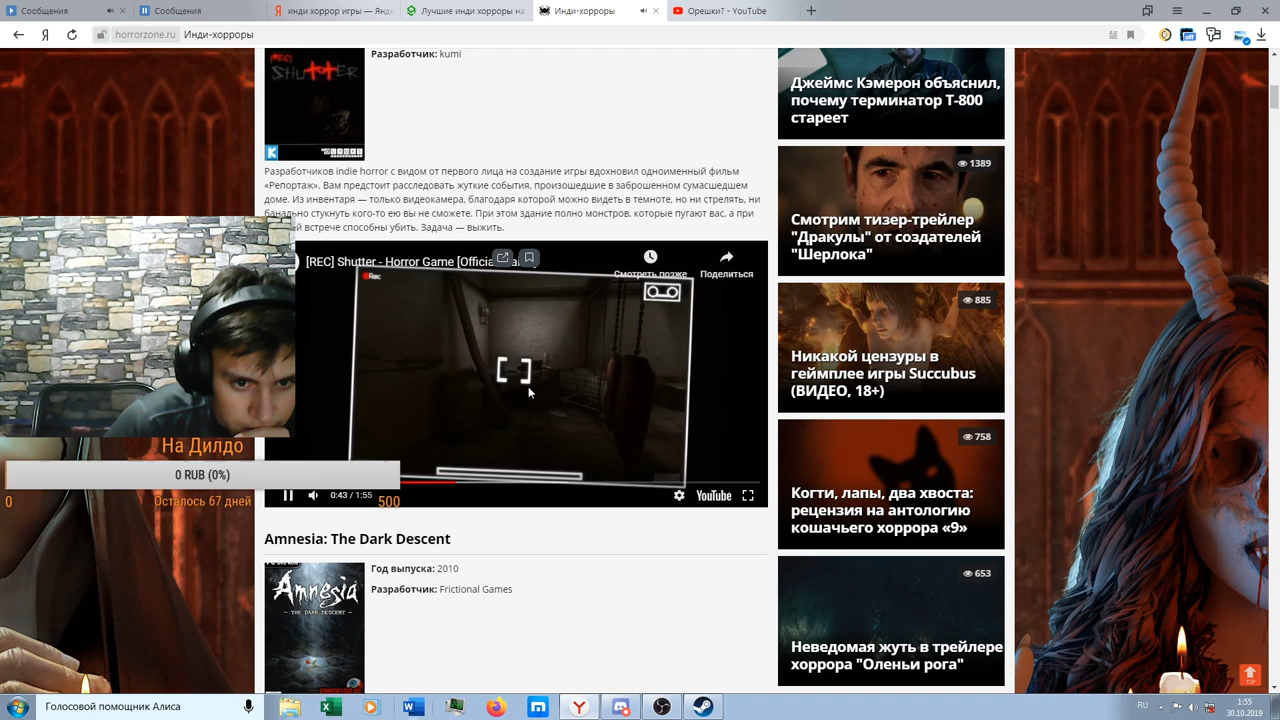 Сообщения
Сообщения
инди хоррор игры — Янде
Лучшие инди хорроры на
Инди-хорроры
Орешки? - YouTube
horrorzone.ru Инди-хорроры
[REC]
SHUTTER
Разработчик: kumi
Разработчиков indie horror с видом от первого лица на создание игры вдохновил одноименный фильм
«Репортаж». Вам предстоит расследовать жуткие события, произошедшие в заброшенном сумасшедшем
доме. Из инвентаря — только видеокамера, благодаря которой можно видеть в темноте, но ни стрелять, ни
банально стукнуть кого-то ею вы не сможете. При этом здание полно монстров, которые пугают вас, а при
й встрече способны убить. Задача — выжить.
[REC] Shutter - Horror Game [Offici
Смотреть позже
Поделиться
Rec
0:43 / 1:55
YouTube
На Дилдо
0 RUB (0%)
0
Осталось 67 дней
500
Amnesia: The Dark Descent
Год выпуска: 2010
Разработчик: Frictional Games
Amnesia
THE DARK DESCENT
Джеймс Кэмерон объяснил,
почему терминатор Т-800
стареет
1389
Смотрим тизер-трейлер
"Дракулы" от создателей
"Шерлока"
885
Никакой цензуры в
геймплее игры Succubus
(ВИДЕО, 18+)
758
Когти, лапы, два хвоста:
рецензия на антологию
кошачьего хоррора «9»
653
Неведомая жуть в трейлере
хоррора "Оленьи рога"
TOP
Голосовой помощник Алиса
RU
1:55
30.10.2019